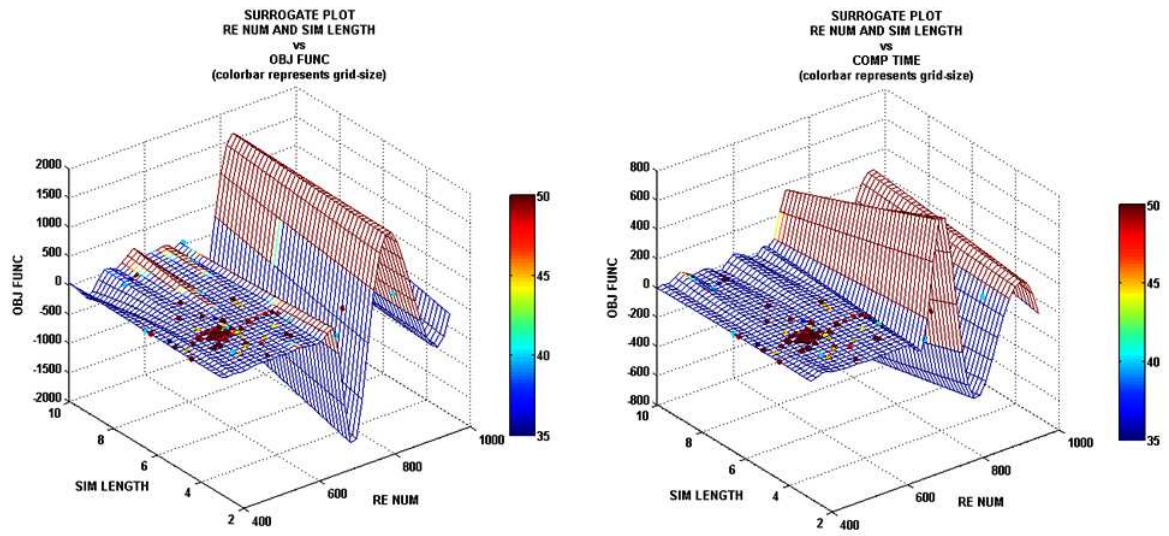 SURROGATE PLOT
RE NUM AND SIM LENGTH
vs
OBJ FUNC
(colorbar represents grid-size)
2000
1500
1000
500
0
-500
-1000
-1500
-2000
OBJ FUNC
10
8
6
4
2
SIM LENGTH
400
600
800
1000
RE NUM
50
45
40
35
SURROGATE PLOT
RE NUM AND SIM LENGTH
vs
COMP TIME
(colorbar represents grid-size)
800
600
400
200
0
-200
-400
-600
-800
OBJ FUNC
10
8
6
4
2
SIM LENGTH
400
600
800
1000
RE NUM
50
45
40
35